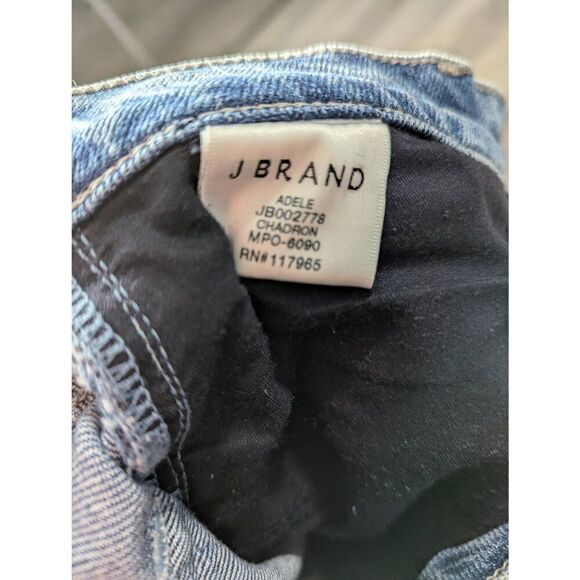 J BRAND
ADELE
JB002778
CHADRON
MPO-6090
RN#117965